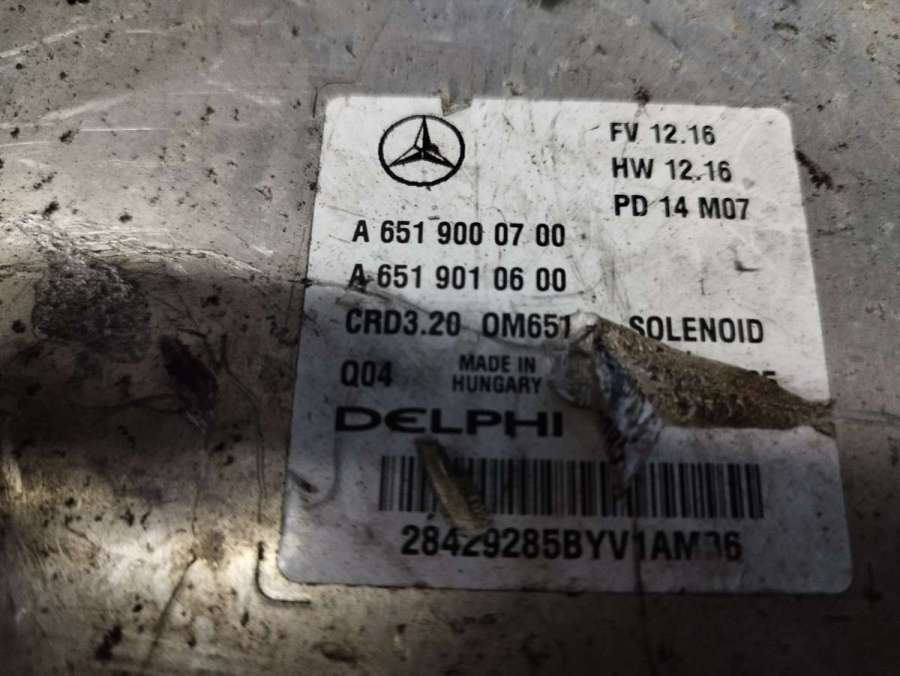 FV 12.16
HW 12.16
PD 14 M07
A 651 900 07 00
A 651 901 06 00
CRD3.20 OM651 - SOLENOID
Q04 MADE IN HUNGARY
DELPHI